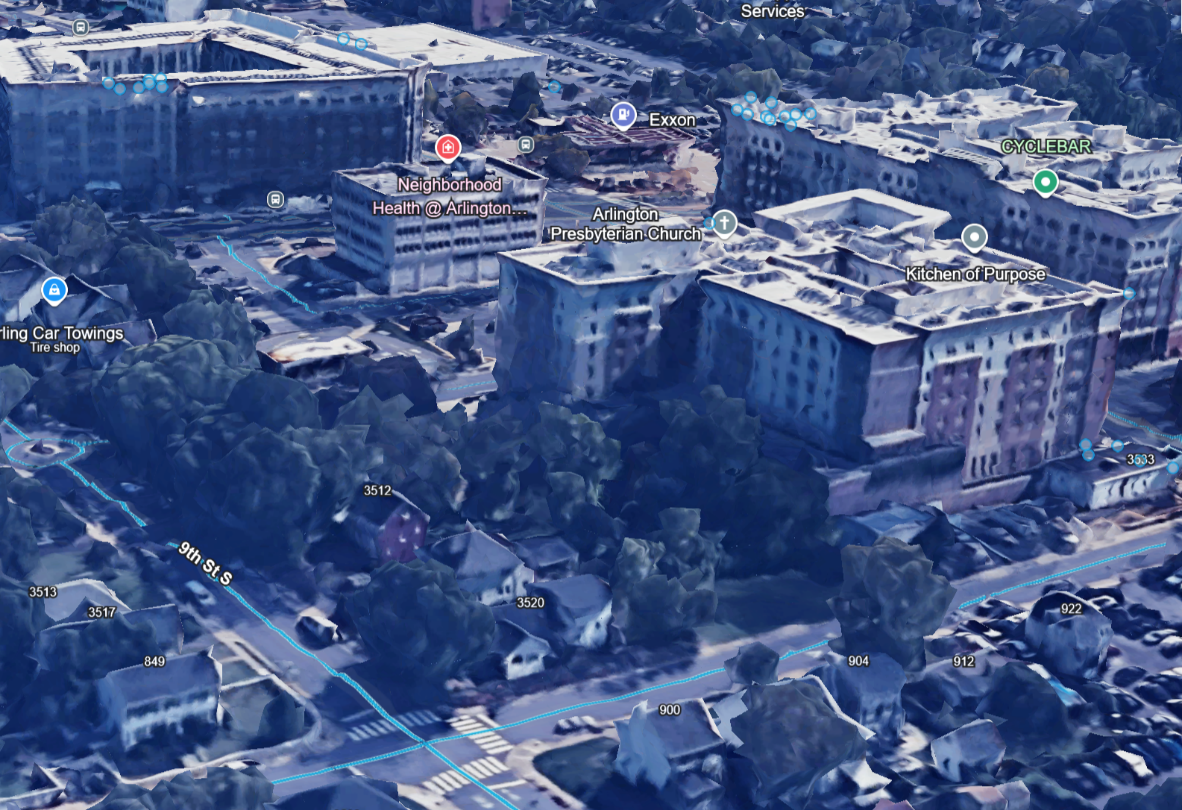 Services
Exxon
CYCLEBAR
Neighborhood
Health @ Arlington...
Arlington
Presbyterian Church
Kitchen of Purpose
rling Car Towings
Tire shop
3533
3512
9th St S
3513
3517
3520
922
849
904
912
900